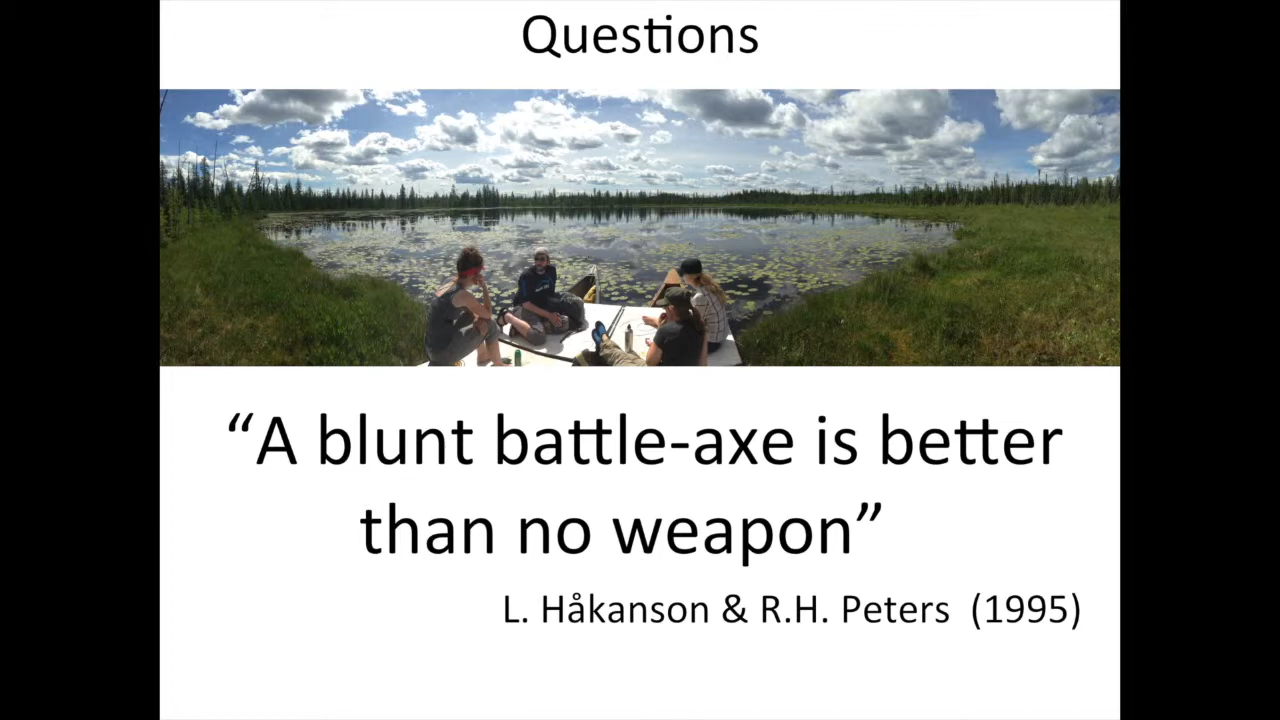 Questions
“A blunt battle-axe is better
than no weapon”
L. Håkanson & R.H. Peters (1995)